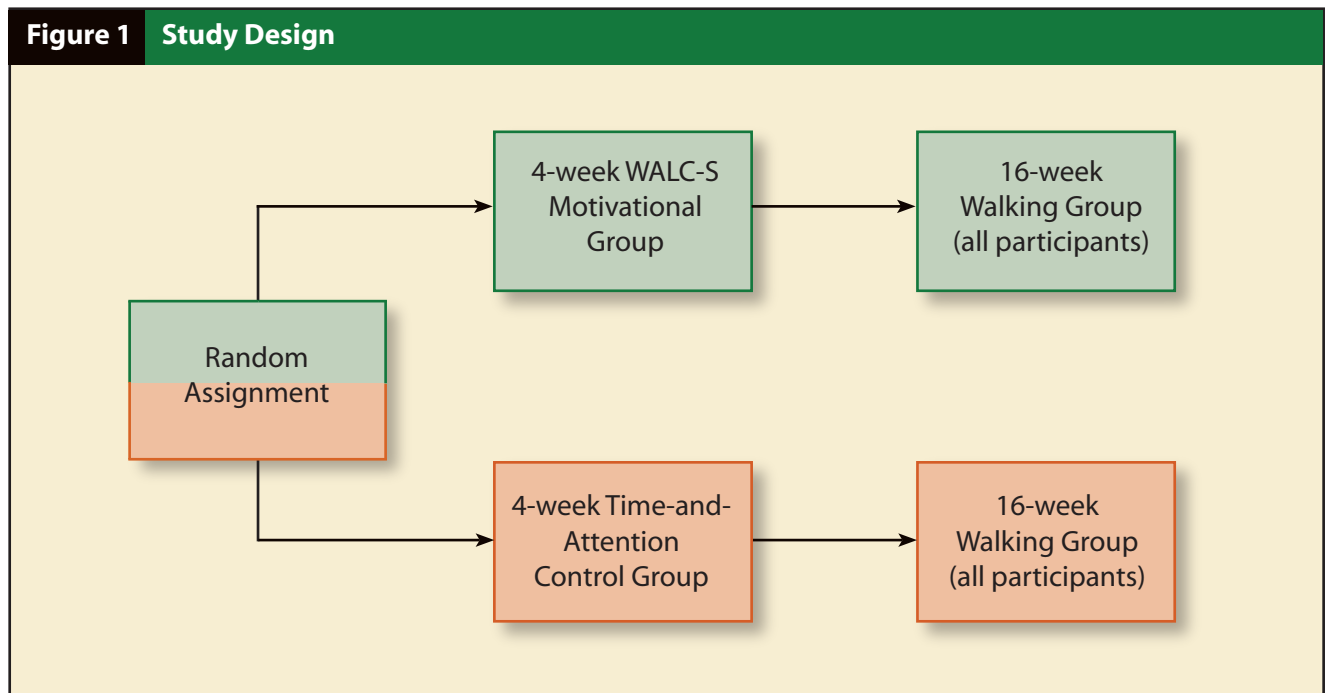 Figure 1 Study Design
4-week WALC-S
Motivational
Group
16-week
Walking Group
(all participants)
Random
Assignment
4-week Time-and-
Attention
Control Group
16-week
Walking Group
(all participants)